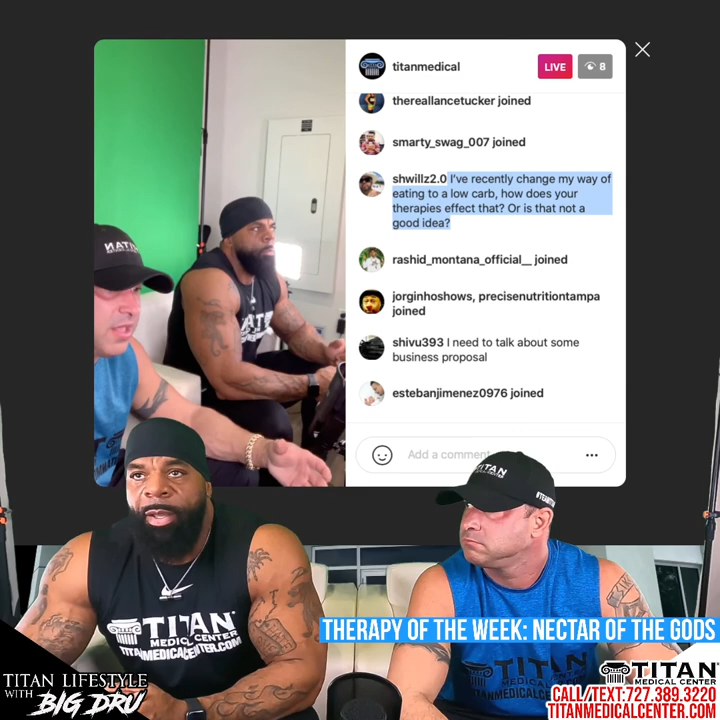 titanmedical
LIVE
8
thereallancetucker joined
smarty_swag_007 joined
shwillz2.0 I've recently change my way of
eating to a low carb, how does your
therapies effect that? Or is that not a
good idea?
rashid_montana_official__ joined
jorginhoshows, precisenutritiontampa
joined
shivu393 I need to talk about some
business proposal
estebanjimenez0976 joined
Add a comment
TITAN
MEDICAL CENTER
TITANMEDICALCENTER.COM
TITAN
TITAN
THERAPY OF THE WEEK: NECTAR OF THE GODS
TITAN LIFESTYLE
WITH BIG DRU
TITAN
MEDICAL CENTER
CALL/TEXT:727.389.3220
TITANMEDICALCENTER.COM